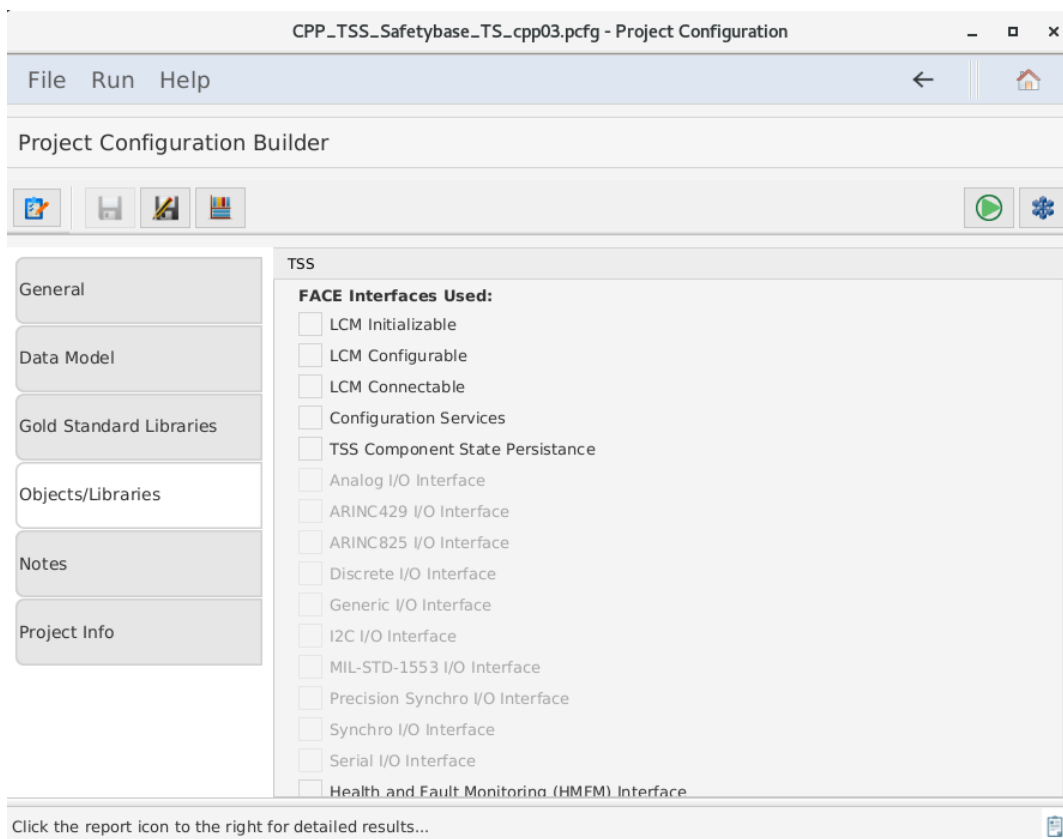 CPP_TSS_Safetybase_TS_cpp03.pcfg - Project Configuration
File Run Help
Project Configuration Builder
General
Data Model
Gold Standard Libraries
Objects/Libraries
Notes
Project Info
TSS
FACE Interfaces Used:
LCM Initializable
LCM Configurable
LCM Connectable
Configuration Services
TSS Component State Persistance
Analog I/O Interface
ARINC429 I/O Interface
ARINC825 I/O Interface
Discrete I/O Interface
Generic I/O Interface
I2C I/O Interface
MIL-STD-1553 I/O Interface
Precision Synchro I/O Interface
Synchro I/O Interface
Serial I/O Interface
Health and Fault Monitoring (HMFM) Interface
Click the report icon to the right for detailed results...